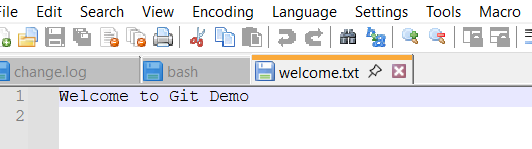 File Edit Search View Encoding Language Settings Tools Macro
change.log bash welcome.txt
1 Welcome to Git Demo
2